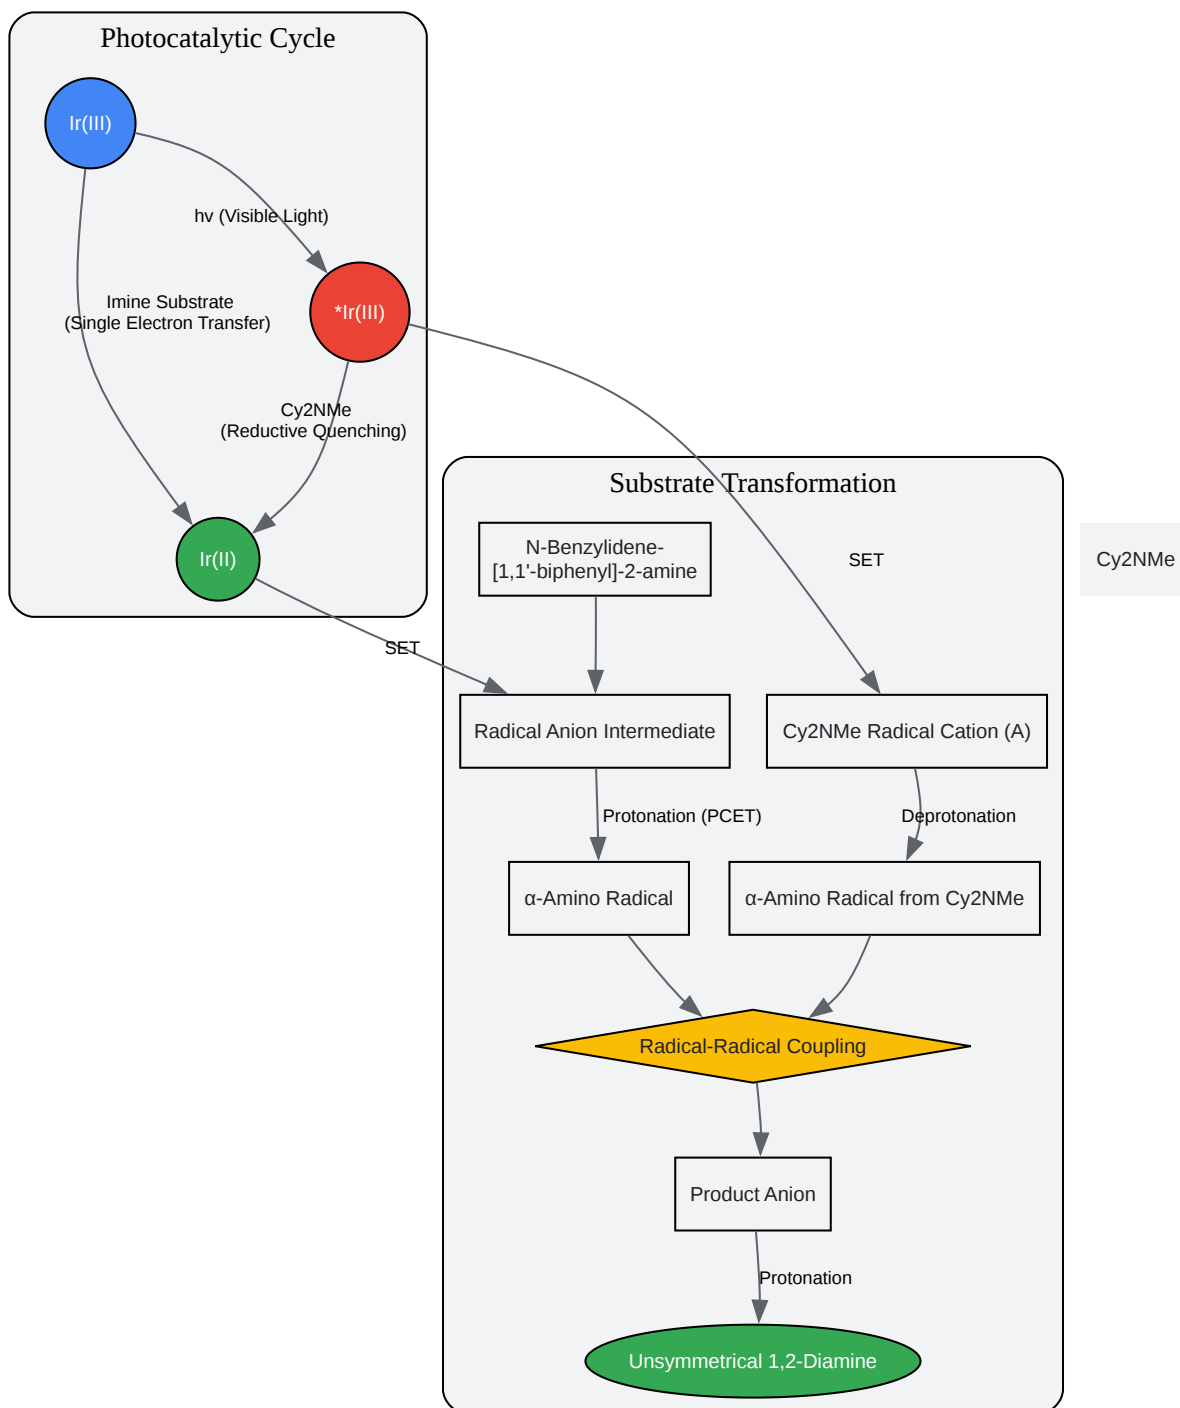 Photocatalytic Cycle
Ir(III)
hv (Visible Light)
*Ir(III)
Imine Substrate
(Single Electron Transfer)
Cy2NMe
(Reductive Quenching)
Ir(II)
SET
Substrate Transformation
N-Benzylidene-
[1,1'-biphenyl]-2-amine
SET
Cy2NMe
Radical Anion Intermediate
Cy2NMe Radical Cation (A)
Protonation (PCET)
Deprotonation
α-Amino Radical
α-Amino Radical from Cy2NMe
Radical-Radical Coupling
Product Anion
Protonation
Unsymmetrical 1,2-Diamine